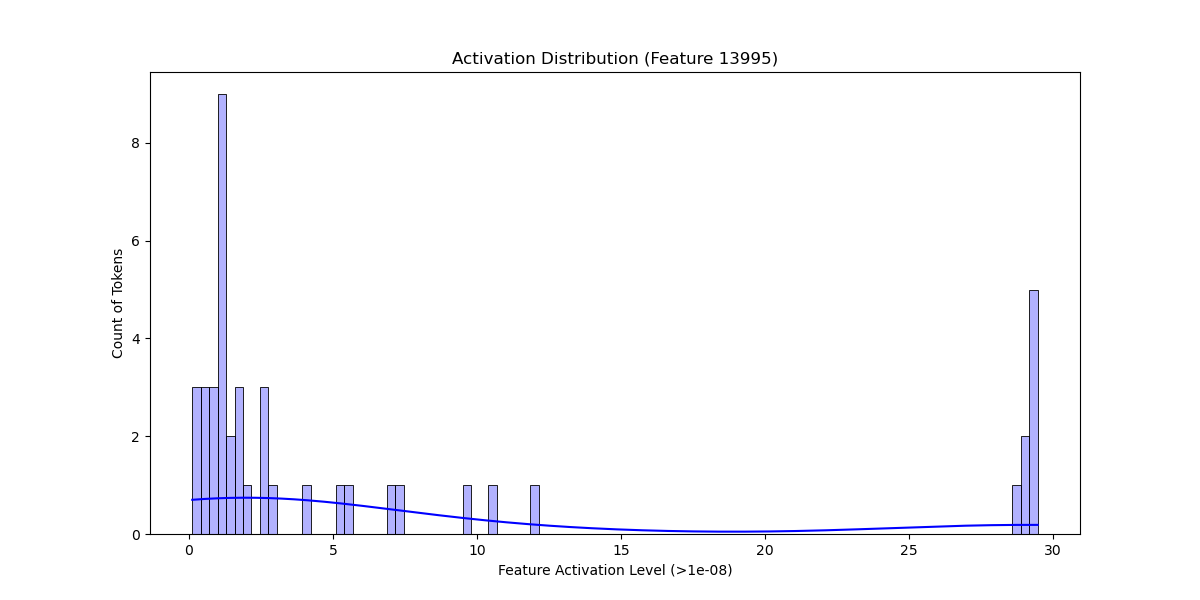 Activation Distribution (Feature 13995)
Count of Tokens
8
6
4
2
0
0 5 10 15 20 25 30
Feature Activation Level (>1e-08)